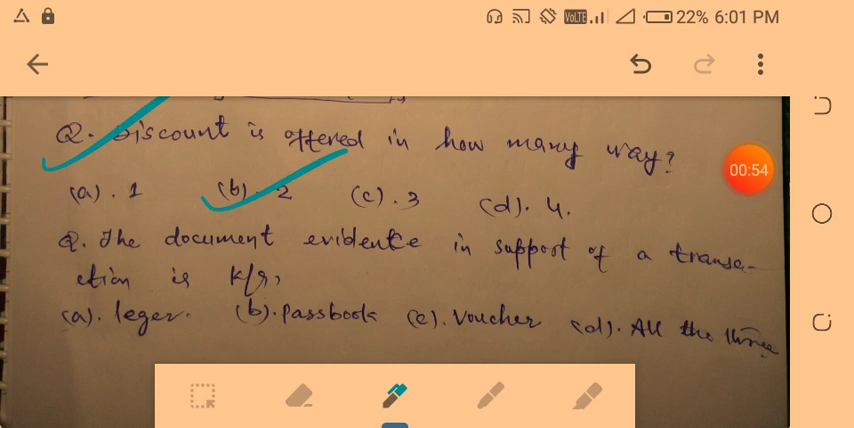 VoLTE 22% 6:01 PM
Q. Discount is offered in how many way?
00:54
(a). 1 (b). 2 (c). 3 (d). 4.
Q. The document evidence in support of a transa-
ction is k/a,
(a). leger. (b). Passbook (c). Voucher (d). All the three